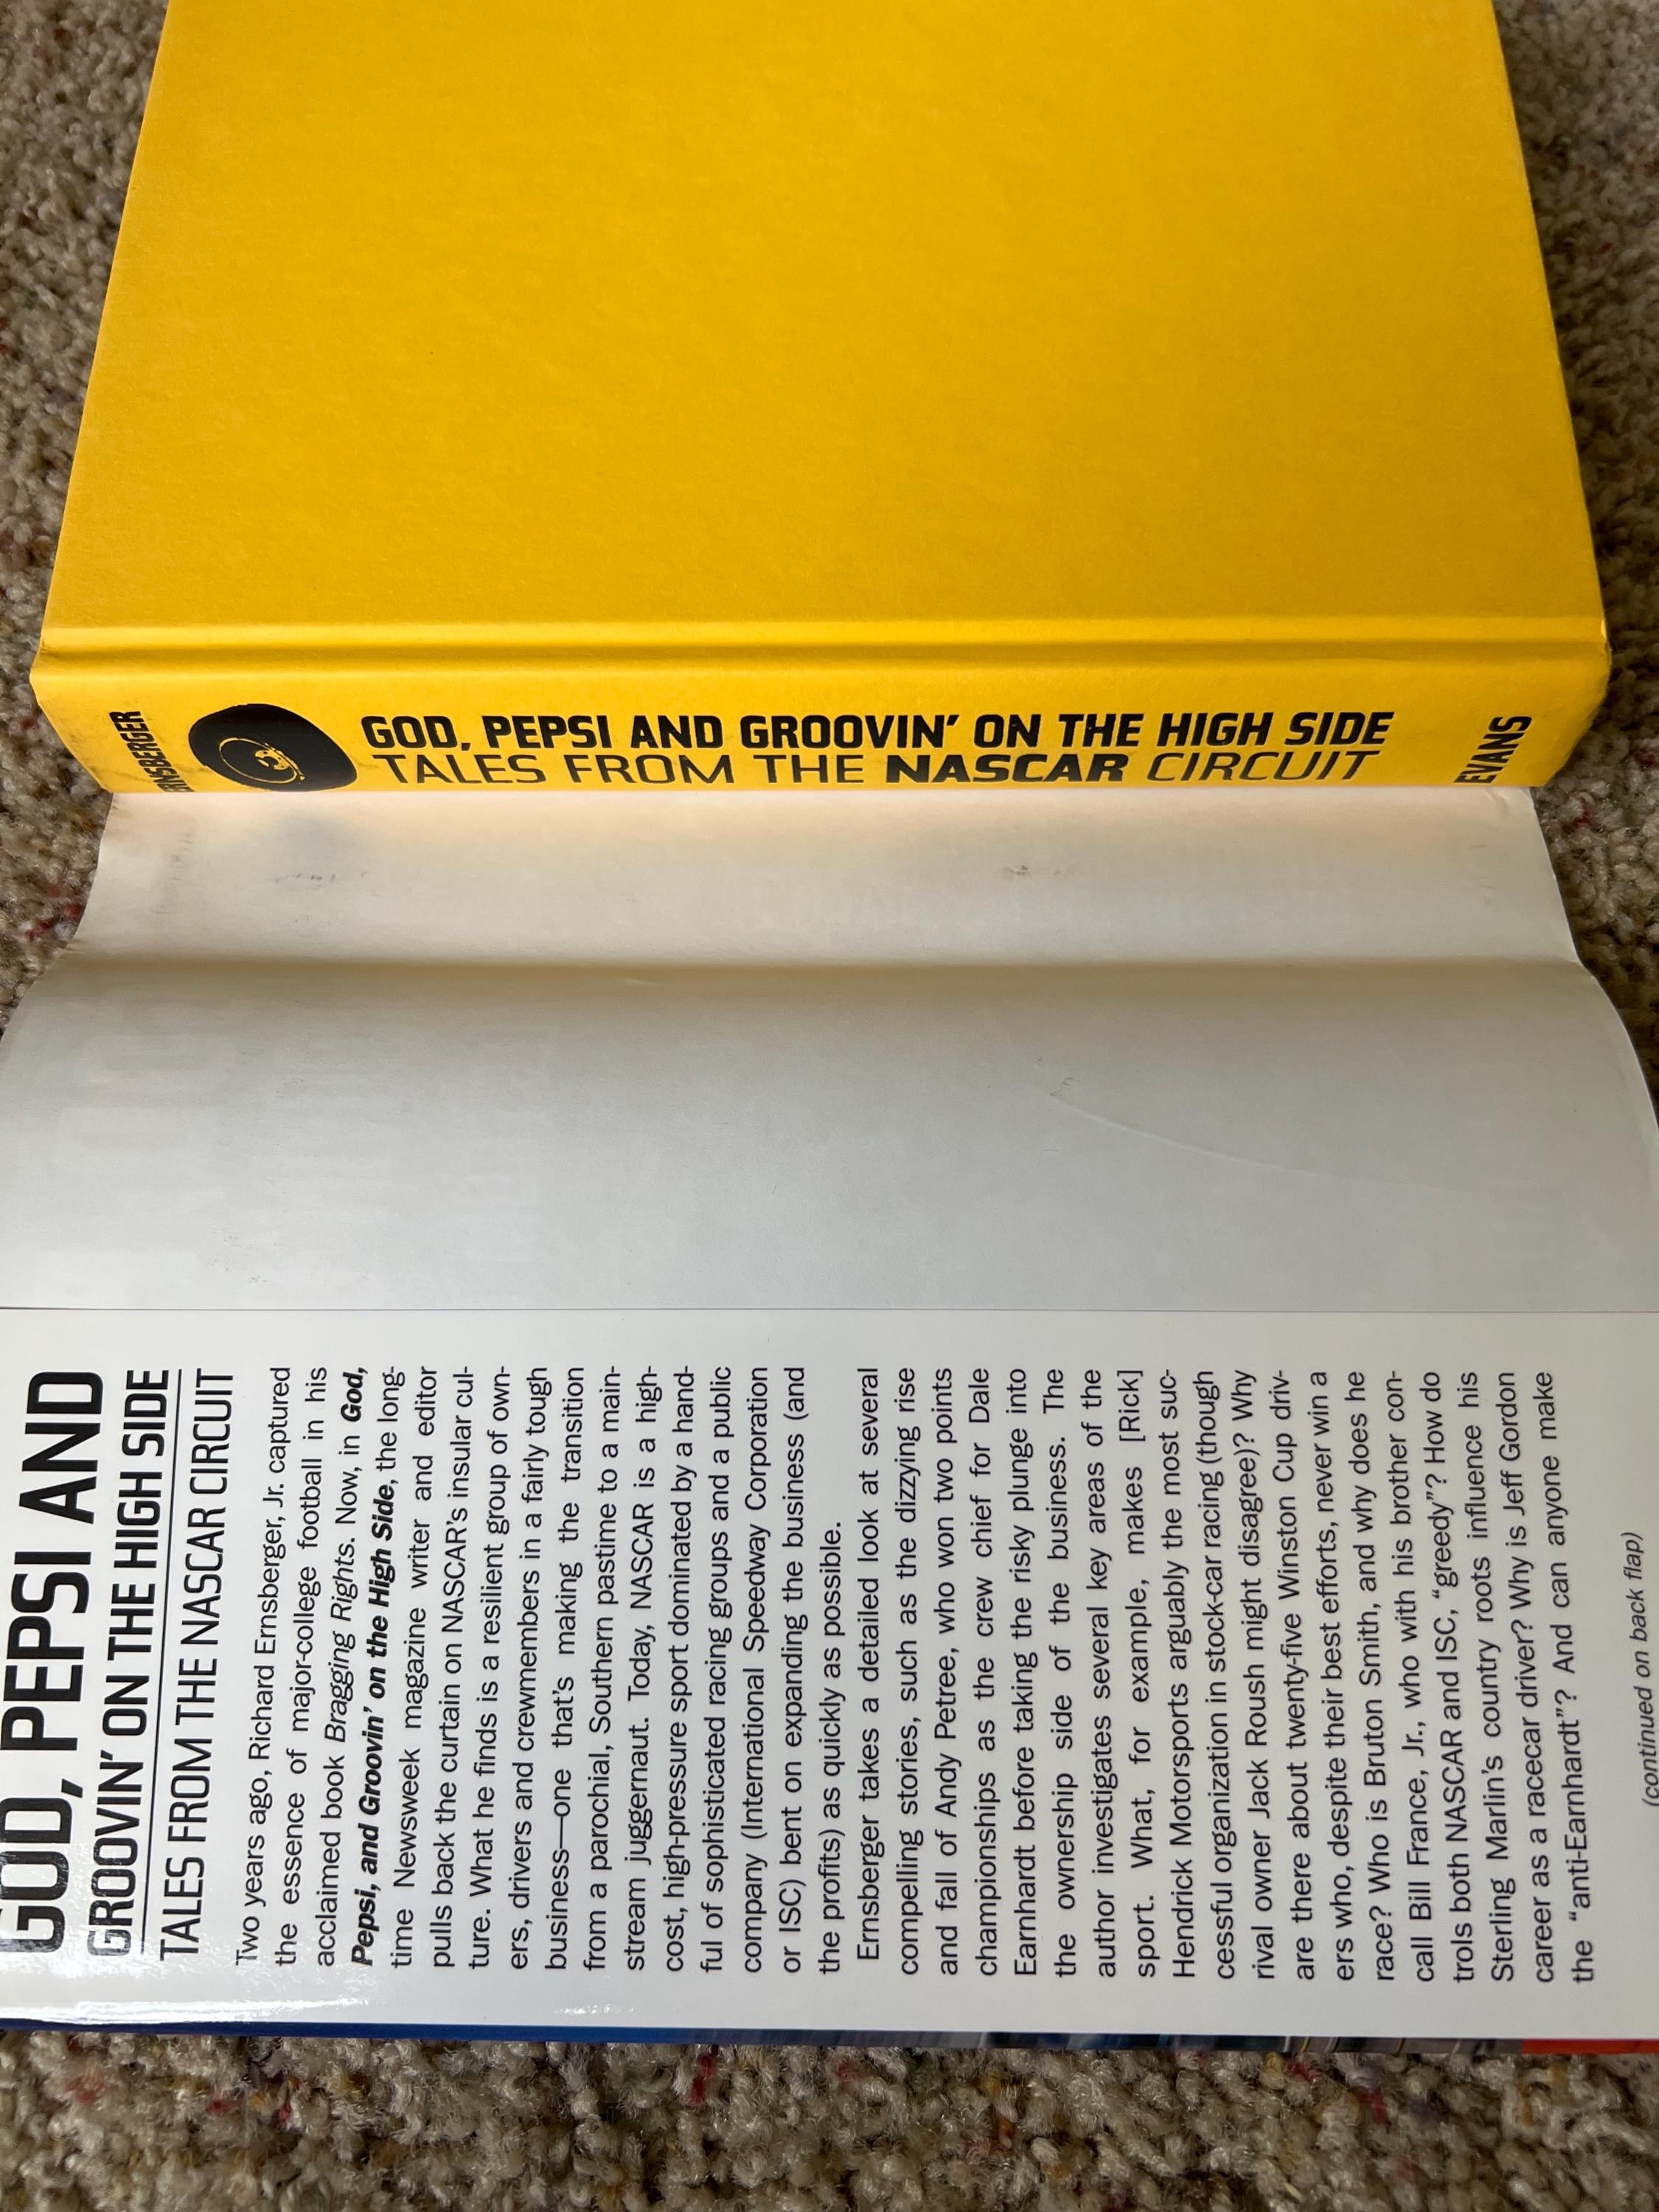 ERNSBERGER
GOD, PEPSI AND GROOVIN' ON THE HIGH SIDE
TALES FROM THE NASCAR CIRCUIT
EVANS
GOD, PEPSI AND
GROOVIN' ON THE HIGH SIDE
TALES FROM THE NASCAR CIRCUIT
Two years ago, Richard Ernsberger, Jr. captured
the essence of major-college football in his
acclaimed book Bragging Rights. Now, in God,
Pepsi, and Groovin' on the High Side, the long-
time Newsweek magazine writer and editor
pulls back the curtain on NASCAR's insular cul-
ture. What he finds is a resilient group of own-
ers, drivers and crewmembers in a fairly tough
business—one that's making the transition
from a parochial, Southern pastime to a main-
stream juggernaut. Today, NASCAR is a high-
cost, high-pressure sport dominated by a hand-
ful of sophisticated racing groups and a public
company (International Speedway Corporation
or ISC) bent on expanding the business (and
the profits) as quickly as possible.
Ernsberger takes a detailed look at several
compelling stories, such as the dizzying rise
and fall of Andy Petree, who won two points
championships as the crew chief for Dale
Earnhardt before taking the risky plunge into
the ownership side of the business. The
author investigates several key areas of the
sport. What, for example, makes [Rick]
Hendrick Motorsports arguably the most suc-
cessful organization in stock-car racing (though
rival owner Jack Roush might disagree)? Why
are there about twenty-five Winston Cup driv-
ers who, despite their best efforts, never win a
race? Who is Bruton Smith, and why does he
call Bill France, Jr., who with his brother con-
trols both NASCAR and ISC, "greedy"? How do
Sterling Marlin's country roots influence his
career as a racecar driver? Why is Jeff Gordon
the "anti-Earnhardt"? And can anyone make
(continued on back flap)